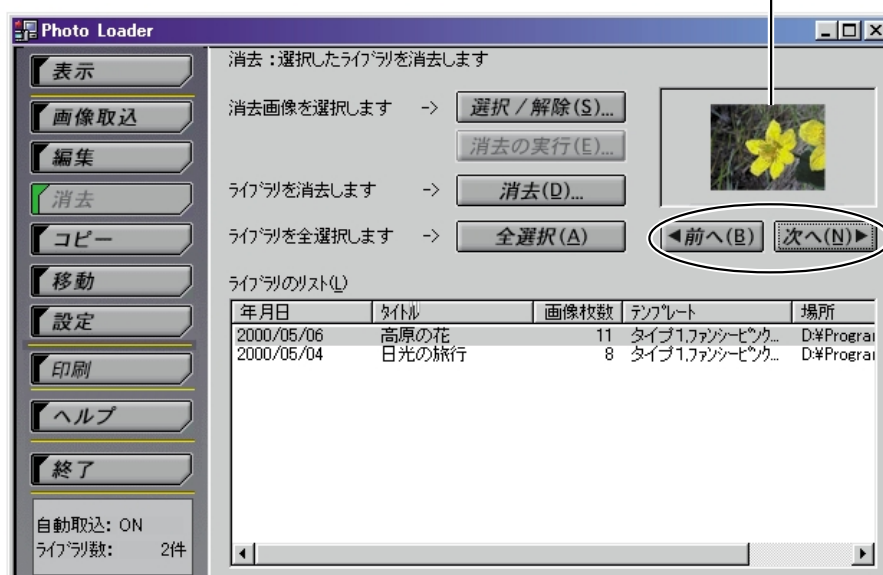 Photo Loader
表示
画像取込
編集
消去
コピー
移動
設定
印刷
ヘルプ
終了
自動取込: ON
ライブラリ数: 2件
消去:選択したライブラリを消去します
消去画像を選択します -> 選択/解除(S)...
消去の実行(E)...
ライブラリを消去します -> 消去(D)...
ライブラリを全選択します -> 全選択(A)
◀前へ(B) 次へ(N)▶
ライブラリのリスト(L)
年月日 タイトル 画像枚数 テンプレート 場所
2000/05/06 高原の花 11 タイプ1,ファンシーピンク... D:¥Program
2000/05/04 日光の旅行 8 タイプ1,ファンシーピンク... D:¥Program